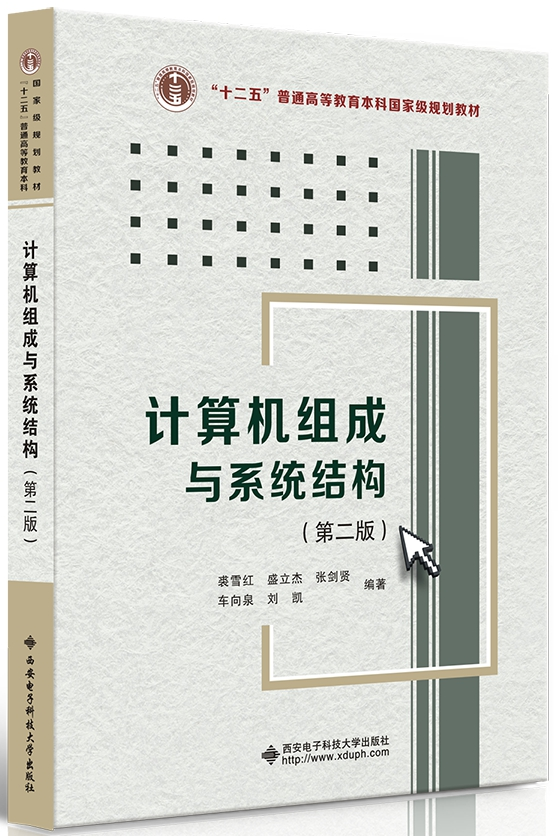 “十二五”普通高等教育本科国家级规划教材
计算机组成
与系统结构
（第二版）
裘雪红 盛立杰 张剑贤
车向泉 刘凯 编著
西安电子科技大学出版社
http://www.xduph.com
“十二五”普通高等教育本科
国家级规划教材
计算机组成与系统结构（第二版）
西安电子科技大学出版社